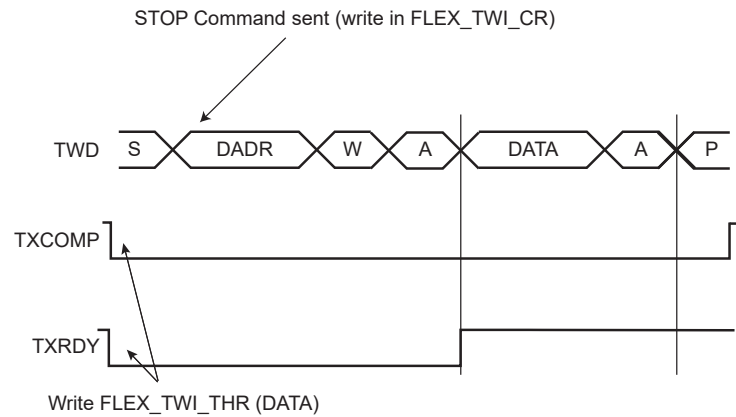 STOP Command sent (write in FLEX_TWI_CR)
TWD S DADR W A DATA A P
TXCOMP
TXRDY
Write FLEX_TWI_THR (DATA)